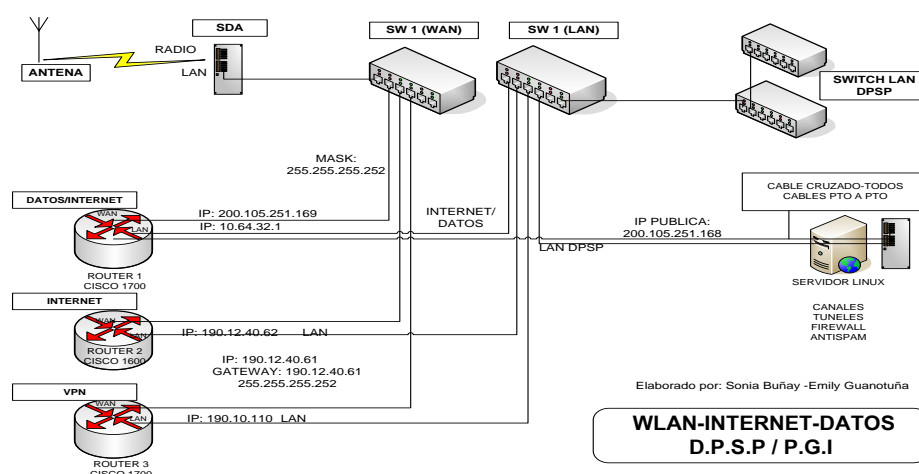 SDA
SW 1 (WAN)
SW 1 (LAN)
RADIO
ANTENA
LAN
SWITCH LAN
DPSP
MASK:
255.255.255.252
DATOS/INTERNET
WAN
LAN
IP: 200.105.251.169
IP: 10.64.32.1
ROUTER 1
CISCO 1700
INTERNET/
DATOS
CABLE CRUZADO-TODOS
CABLES PTO A PTO
IP PUBLICA:
200.105.251.168
LAN DPSP
SERVIDOR LINUX
CANALES
TUNELES
FIREWALL
ANTISPAM
INTERNET
WAN
LAN
IP: 190.12.40.62 LAN
ROUTER 2
CISCO 1600
IP: 190.12.40.61
GATEWAY: 190.12.40.61
255.255.255.252
VPN
WAN
LAN
IP: 190.10.110 LAN
ROUTER 3
CISCO 1700
Elaborado por: Sonia Buñay -Emily Guanotuña
WLAN-INTERNET-DATOS
D.P.S.P / P.G.I